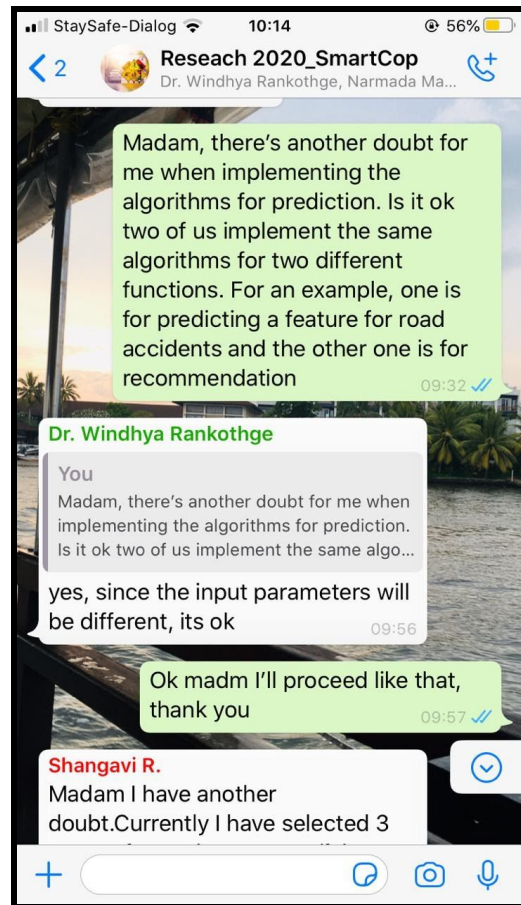 StaySafe-Dialog 10:14 56%
2 Reseach 2020_SmartCop
Dr. Windhya Rankothge, Narmada Ma...
Madam, there's another doubt for
me when implementing the
algorithms for prediction. Is it ok
two of us implement the same
algorithms for two different
functions. For an example, one is
for predicting a feature for road
accidents and the other one is for
recommendation 09:32
Dr. Windhya Rankothge
You
Madam, there's another doubt for me when
implementing the algorithms for prediction.
Is it ok two of us implement the same algo...
yes, since the input parameters will
be different, its ok 09:56
Ok madm I'll proceed like that,
thank you 09:57
Shangavi R.
Madam I have another
doubt.Currently I have selected 3